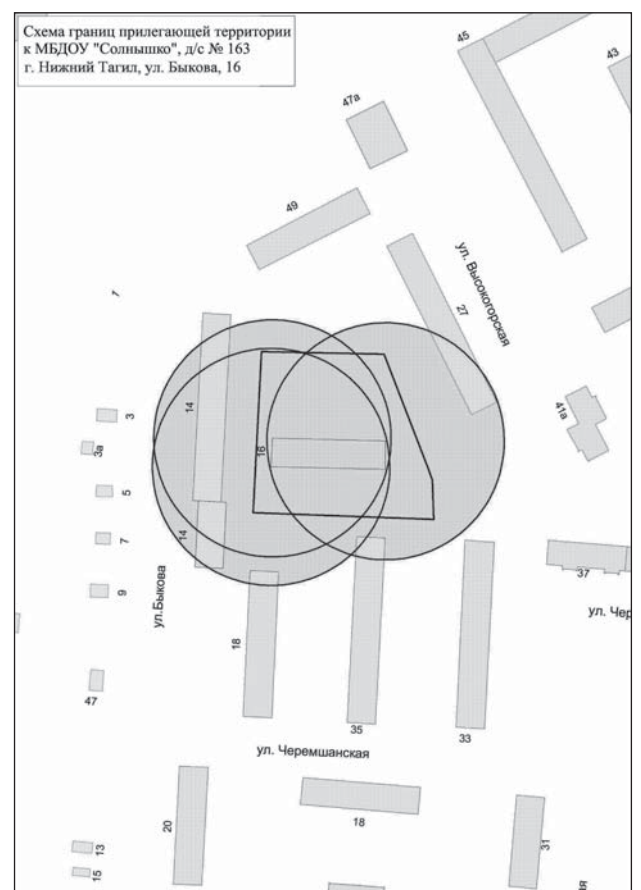 Схема границ прилегающей территории
к МБДОУ "Солнышко", д/с № 163
г. Нижний Тагил, ул. Быкова, 16
45
43
47а
49
ул. Высокогорская
27
1
14
3
3а
16
41а
5
14
7
37
9
ул.Быкова
ул. Чер
18
47
35
33
ул. Черемшанская
20
18
31
13
15
ая